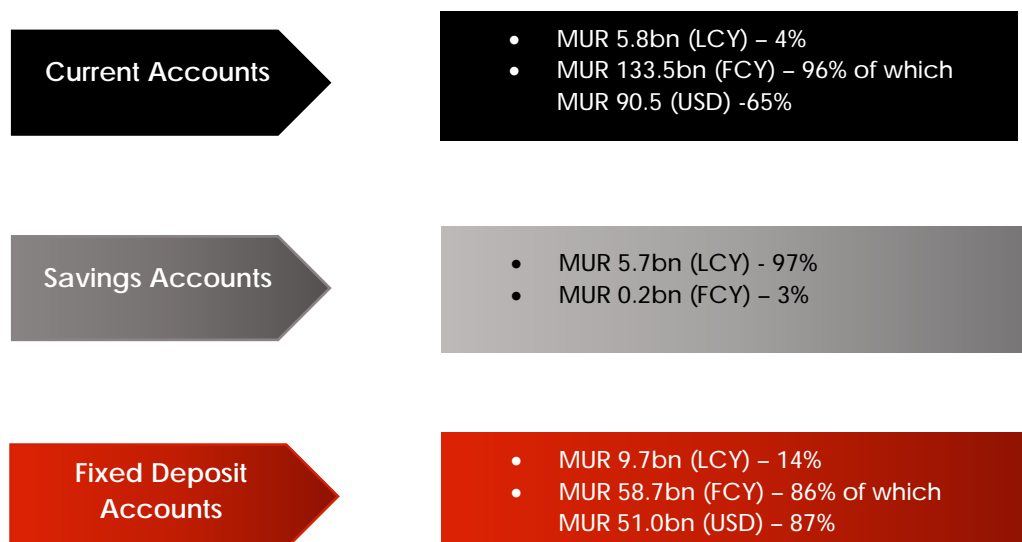 Current Accounts
• MUR 5.8bn (LCY) – 4%
• MUR 133.5bn (FCY) – 96% of which
MUR 90.5 (USD) -65%
Savings Accounts
• MUR 5.7bn (LCY) - 97%
• MUR 0.2bn (FCY) – 3%
Fixed Deposit
Accounts
• MUR 9.7bn (LCY) – 14%
• MUR 58.7bn (FCY) – 86% of which
MUR 51.0bn (USD) – 87%